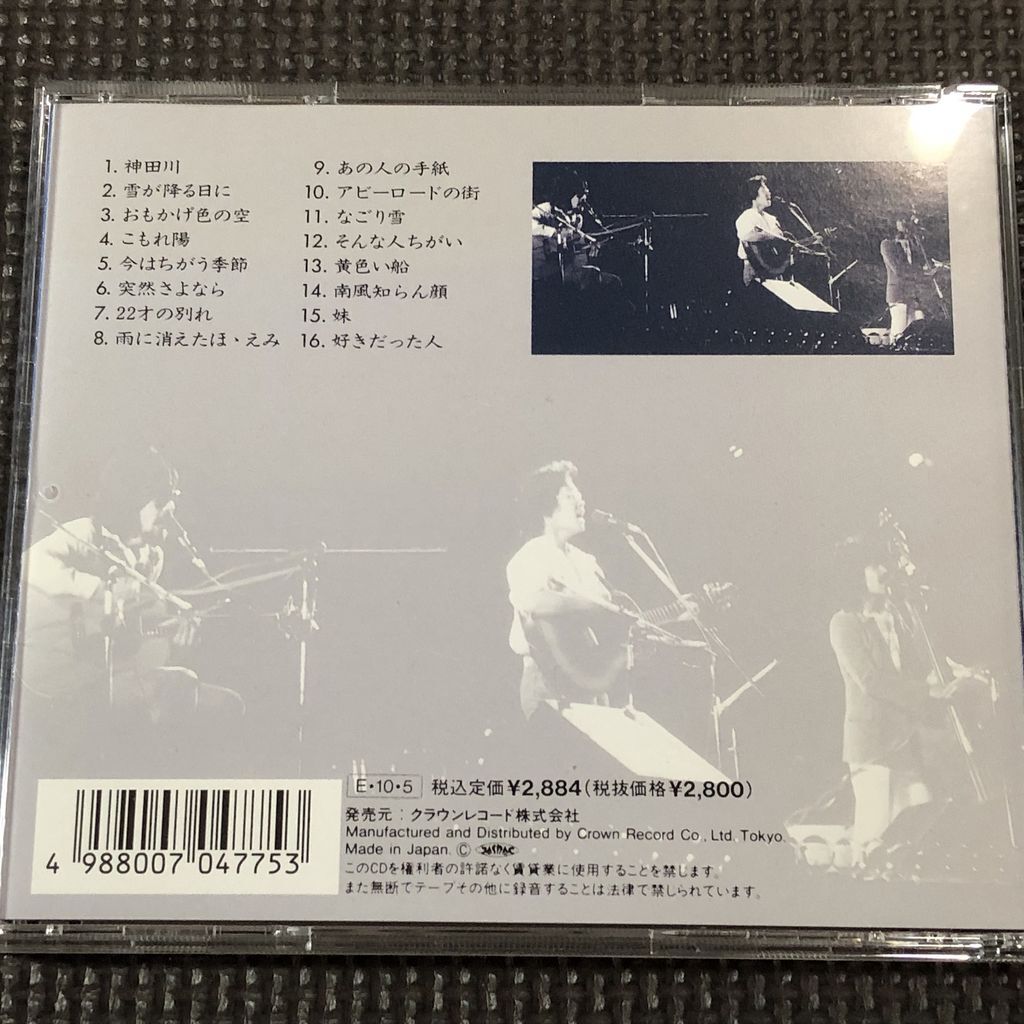 1. 神田川
2. 雪が降る日に
3. おもかげ色の空
4. こもれ陽
5. 今はちがう季節
6. 突然さよなら
7. 22才の別れ
8. 雨に消えたほゝえみ
9. あの人の手紙
10. アビーロードの街
11. なごり雪
12. そんな人ちがい
13. 黄色い船
14. 南風知らん顔
15. 妹
16. 好きだった人
E・10・5 税込定価¥2,884(税抜価格¥2,800)
発売元：クラウンレコード株式会社
Manufactured and Distributed by Crown Record Co., Ltd. Tokyo.
Made in Japan. Ⓒ JASRAC
このCDを権利者の許諾なく賃貸業に使用することを禁じます。
また無断でテープその他に録音することは法律で禁じられています。
4 988007 047753